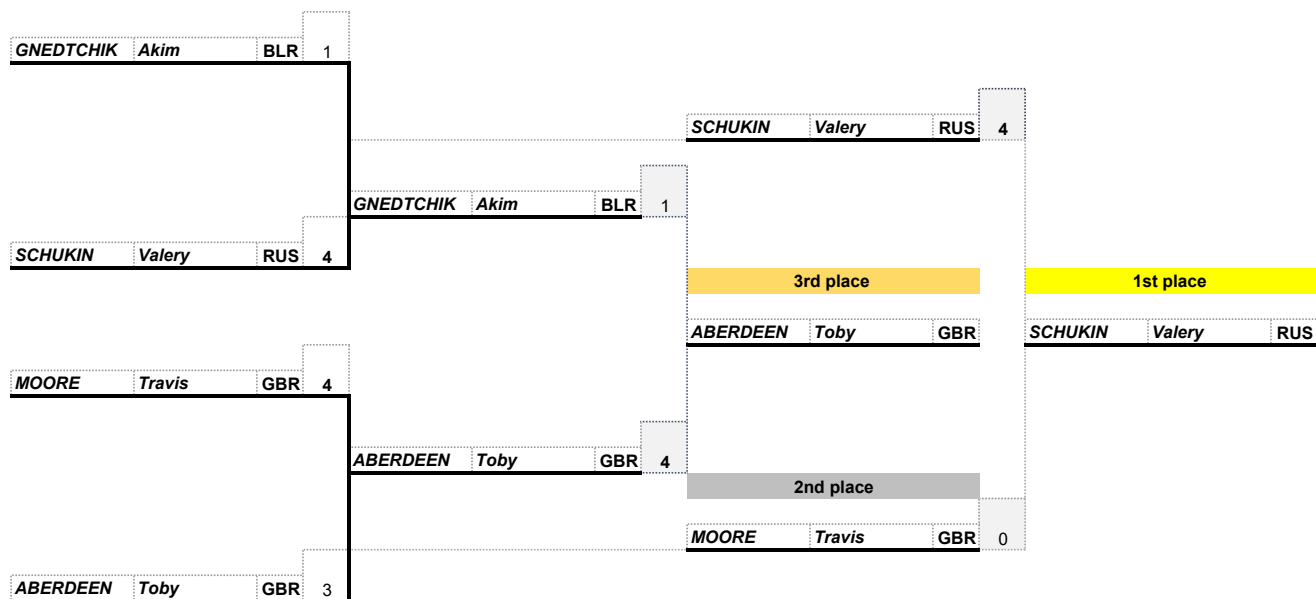 GNEDTCHIK Akim BLR 1
SCHUKIN Valery RUS 4
GNEDTCHIK Akim BLR 1
SCHUKIN Valery RUS 4
3rd place 1st place
ABERDEEN Toby GBR SCHUKIN Valery RUS
MOORE Travis GBR 4
ABERDEEN Toby GBR 4
2nd place
MOORE Travis GBR 0
ABERDEEN Toby GBR 3